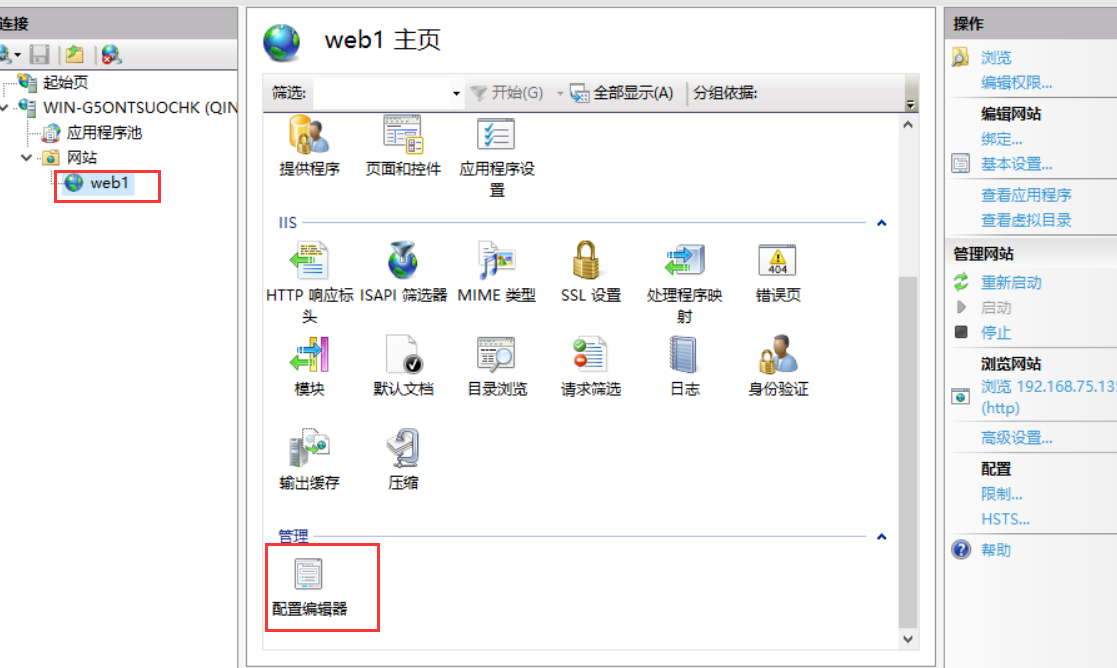 连接
起始页
WIN-G5ONTSUOCHK (QIN
应用程序池
网站
web1
web1 主页
筛选:
开始(G)
全部显示(A)
分组依据:
提供程序
页面和控件
应用程序设
置
IIS
HTTP 响应标
头
ISAPI 筛选器
MIME 类型
SSL 设置
处理程序映
射
404
错误页
模块
默认文档
目录浏览
请求筛选
日志
身份验证
输出缓存
压缩
管理
配置编辑器
操作
浏览
编辑权限...
编辑网站
绑定...
基本设置...
查看应用程序
查看虚拟目录
管理网站
重新启动
启动
停止
浏览网站
浏览 192.168.75.135
(http)
高级设置...
配置
限制...
HSTS...
帮助